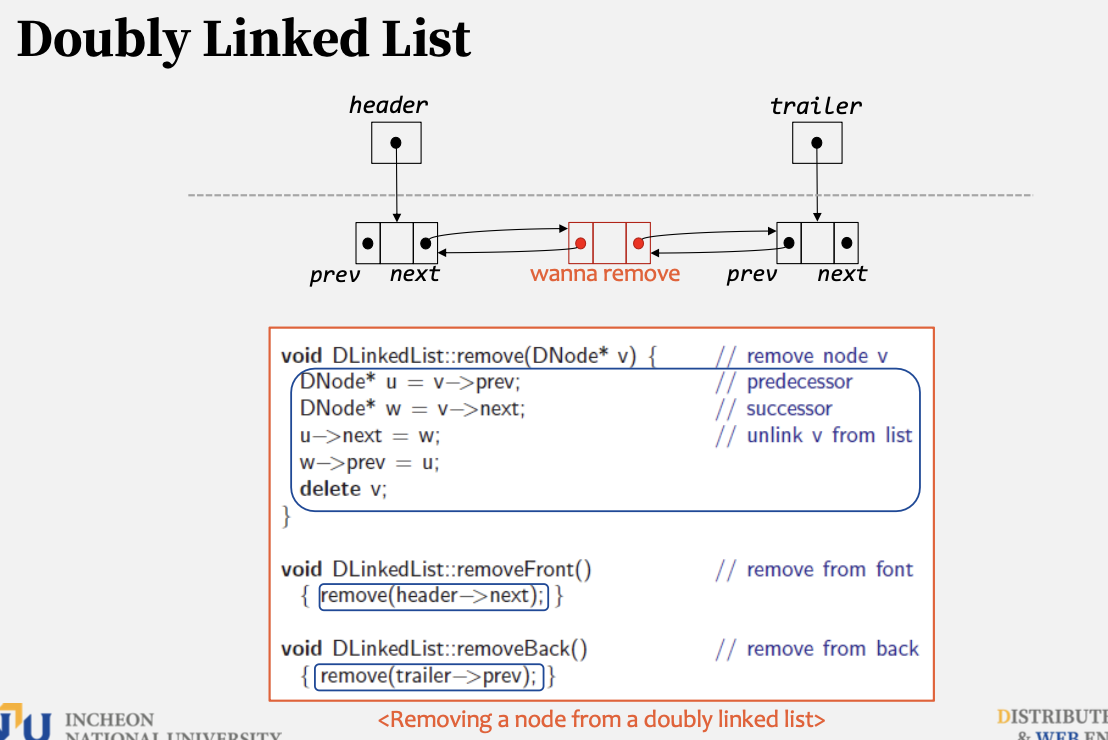 Doubly Linked List
header
trailer
prev
next
wanna remove
prev
next
void DLinkedList::remove(DNode* v) { // remove node v
DNode* u = v->prev; // predecessor
DNode* w = v->next; // successor
u->next = w; // unlink v from list
w->prev = u;
delete v;
}
void DLinkedList::removeFront() // remove from font
{ remove(header->next); }
void DLinkedList::removeBack() // remove from back
{ remove(trailer->prev); }
<Removing a node from a doubly linked list>
INCHEON
NATIONAL UNIVERSITY
DISTRIBUTE
& WEB EN